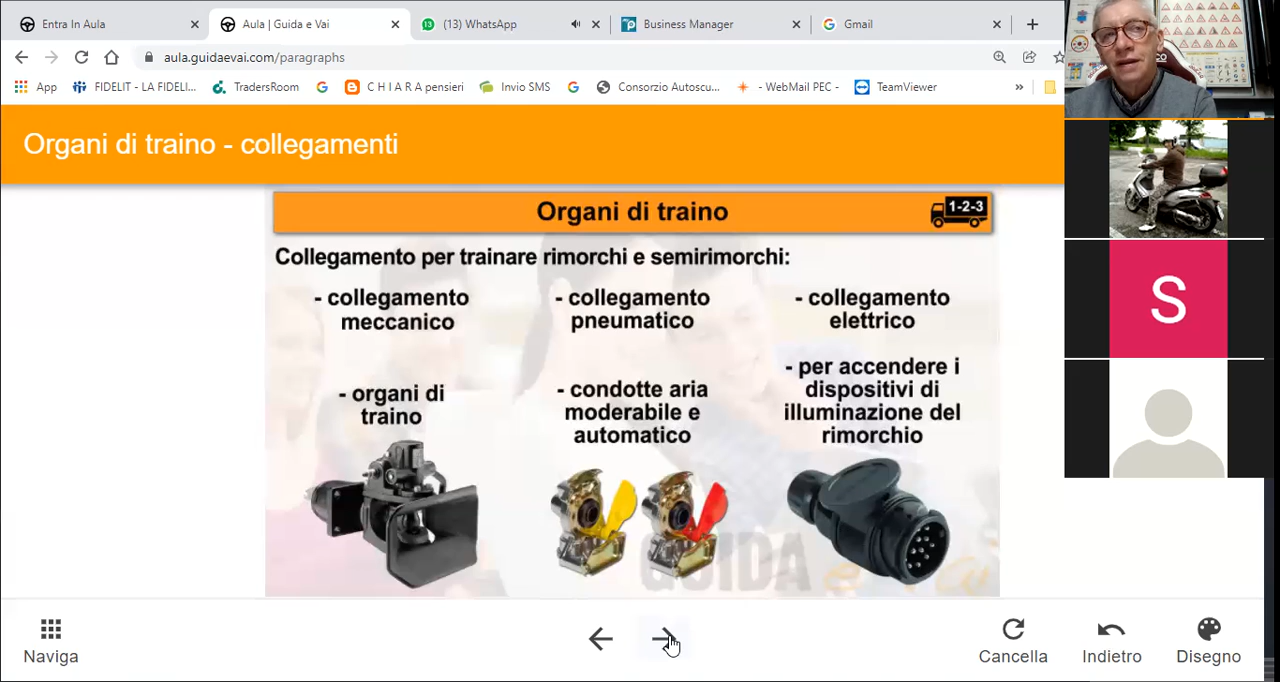 Entra In Aula
Aula | Guida e Vai
(13) WhatsApp
Business Manager
Gmail
aula.guidaevai.com/paragraphs
App
FIDELIT - LA FIDELI...
TradersRoom
C H I A R A pensieri
Invio SMS
Consorzio Autoscu...
- WebMail PEC -
TeamViewer
»
Organi di traino - collegamenti
Organi di traino
1-2-3
Collegamento per trainare rimorchi e semirimorchi:
- collegamento
meccanico
- organi di
traino
- collegamento
pneumatico
- condotte aria
moderabile e
automatico
- collegamento
elettrico
- per accendere i
dispositivi di
illuminazione del
rimorchio
GUIDA
S
Naviga
Cancella
Indietro
Disegno